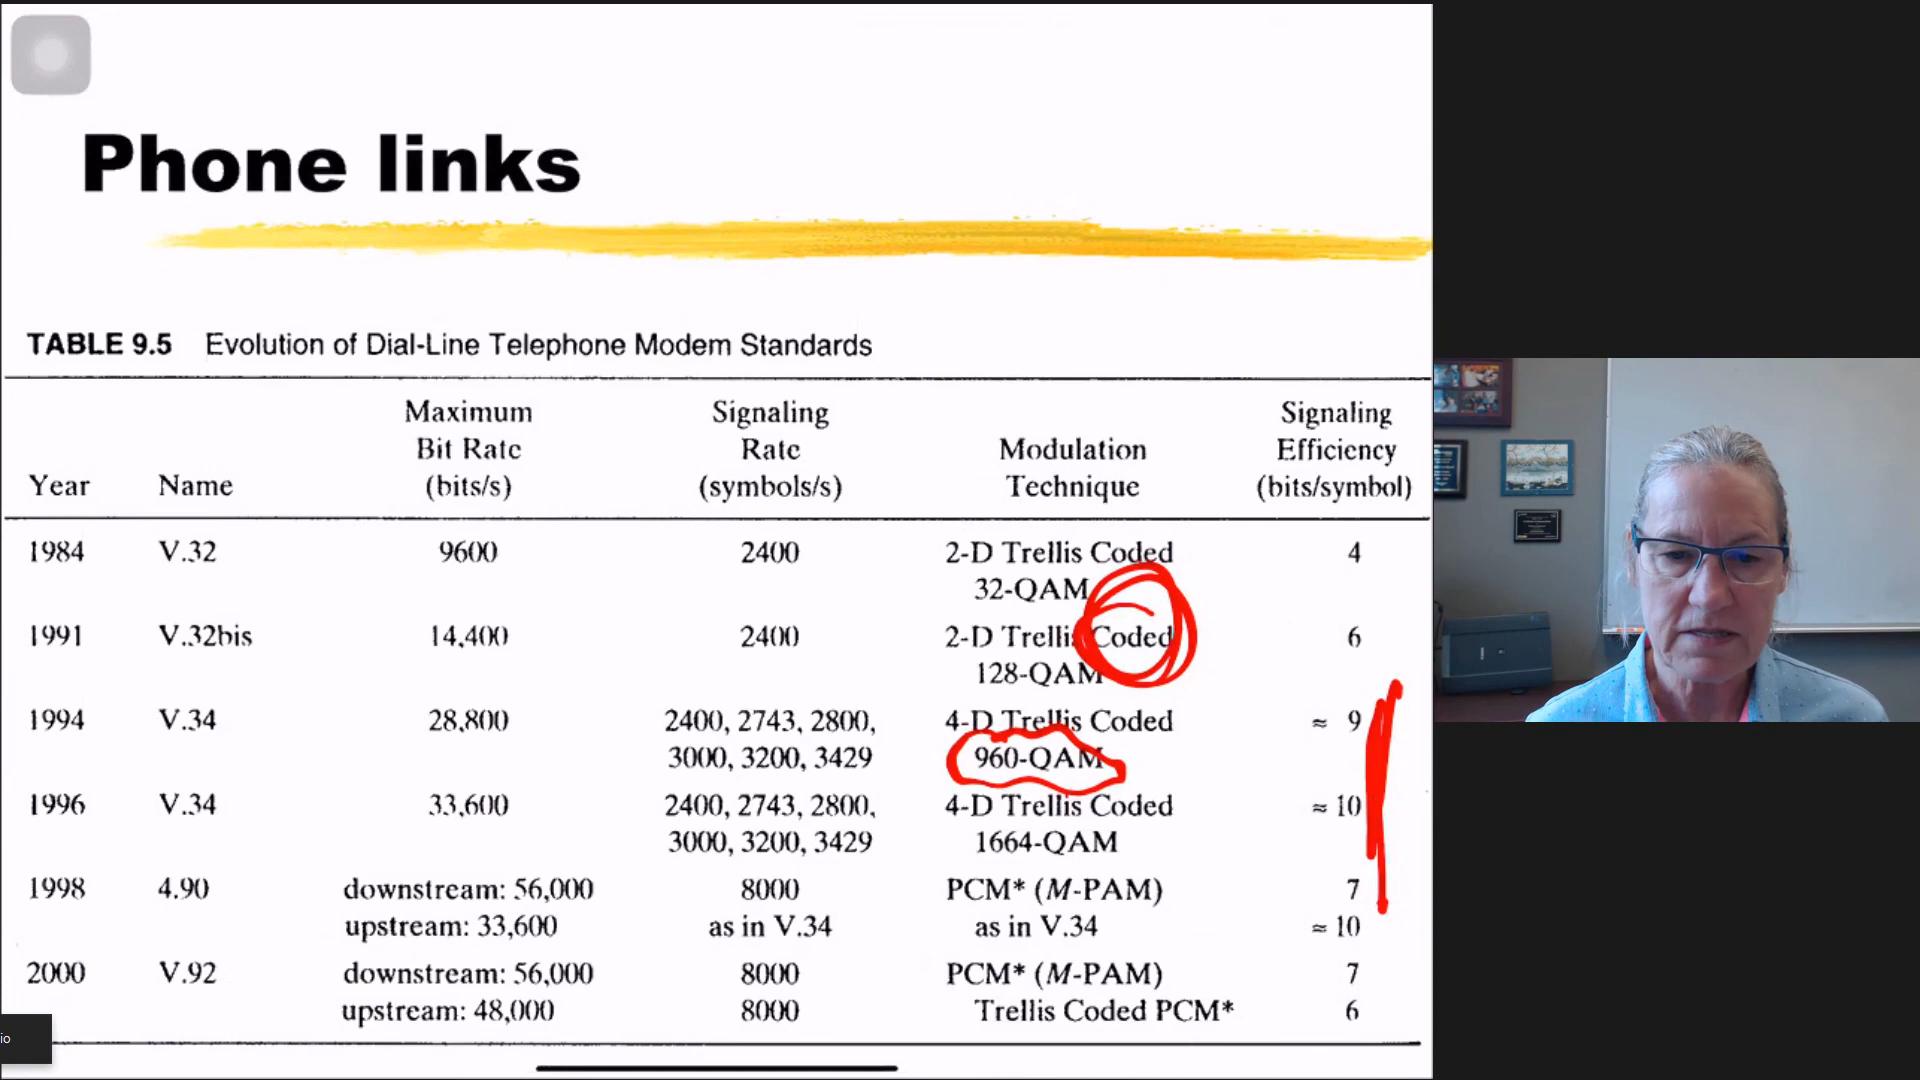 Phone links
TABLE 9.5 Evolution of Dial-Line Telephone Modem Standards
Year Name Maximum Bit Rate (bits/s) Signaling Rate (symbols/s) Modulation Technique Signaling Efficiency (bits/symbol)
1984 V.32 9600 2400 2-D Trellis Coded 4
32-QAM
1991 V.32bis 14,400 2400 2-D Trellis Coded 6
128-QAM
1994 V.34 28,800 2400, 2743, 2800, 4-D Trellis Coded ≈ 9
3000, 3200, 3429 960-QAM
1996 V.34 33,600 2400, 2743, 2800, 4-D Trellis Coded ≈ 10
3000, 3200, 3429 1664-QAM
1998 4.90 downstream: 56,000 8000 PCM* (M-PAM) 7
upstream: 33,600 as in V.34 as in V.34 ≈ 10
2000 V.92 downstream: 56,000 8000 PCM* (M-PAM) 7
upstream: 48,000 8000 Trellis Coded PCM* 6
io